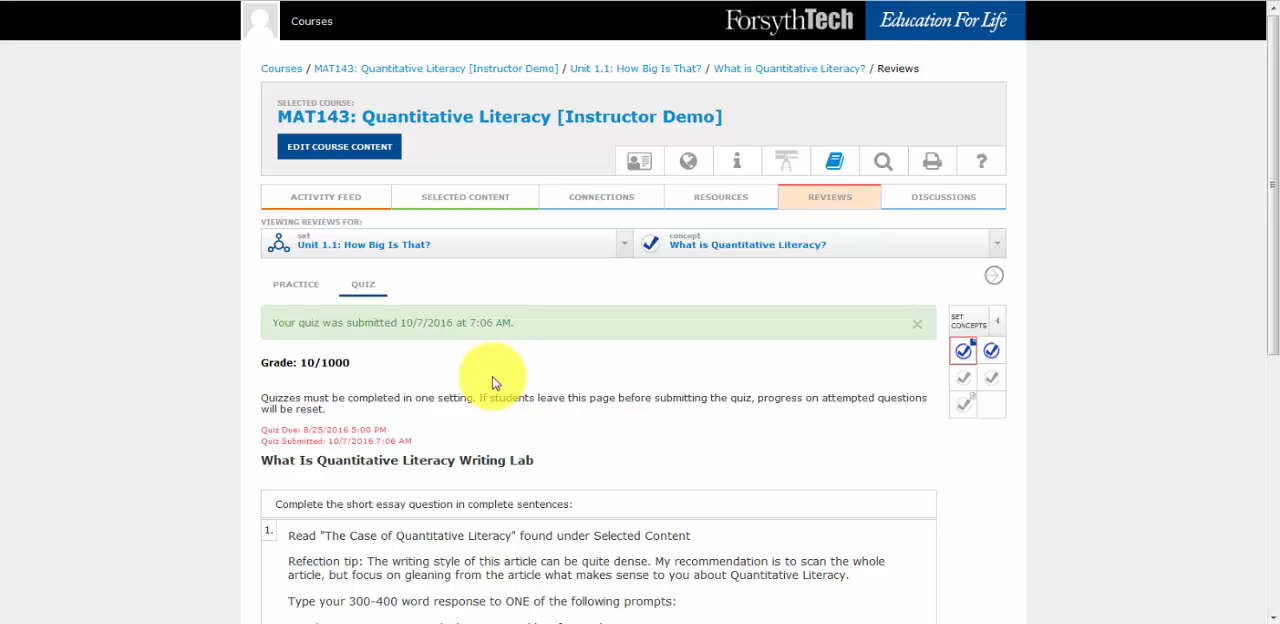 Courses
ForsythTech Education For Life
Courses / MAT143: Quantitative Literacy [Instructor Demo] / Unit 1.1: How Big Is That? / What is Quantitative Literacy? / Reviews
SELECTED COURSE:
MAT143: Quantitative Literacy [Instructor Demo]
EDIT COURSE CONTENT
ACTIVITY FEED SELECTED CONTENT CONNECTIONS RESOURCES REVIEWS DISCUSSIONS
VIEWING REVIEWS FOR:
set concept
Unit 1.1: How Big Is That? What is Quantitative Literacy?
PRACTICE QUIZ
Your quiz was submitted 10/7/2016 at 7:06 AM.
SET
CONCEPTS
Grade: 10/1000
Quizzes must be completed in one setting. If students leave this page before submitting the quiz, progress on attempted questions
will be reset.
Quiz Due: 8/25/2016 5:00 PM
Quiz Submitted: 10/7/2016 7:06 AM
What Is Quantitative Literacy Writing Lab
Complete the short essay question in complete sentences:
1. Read "The Case of Quantitative Literacy" found under Selected Content
Refection tip: The writing style of this article can be quite dense. My recommendation is to scan the whole
article, but focus on gleaning from the article what makes sense to you about Quantitative Literacy.
Type your 300-400 word response to ONE of the following prompts: